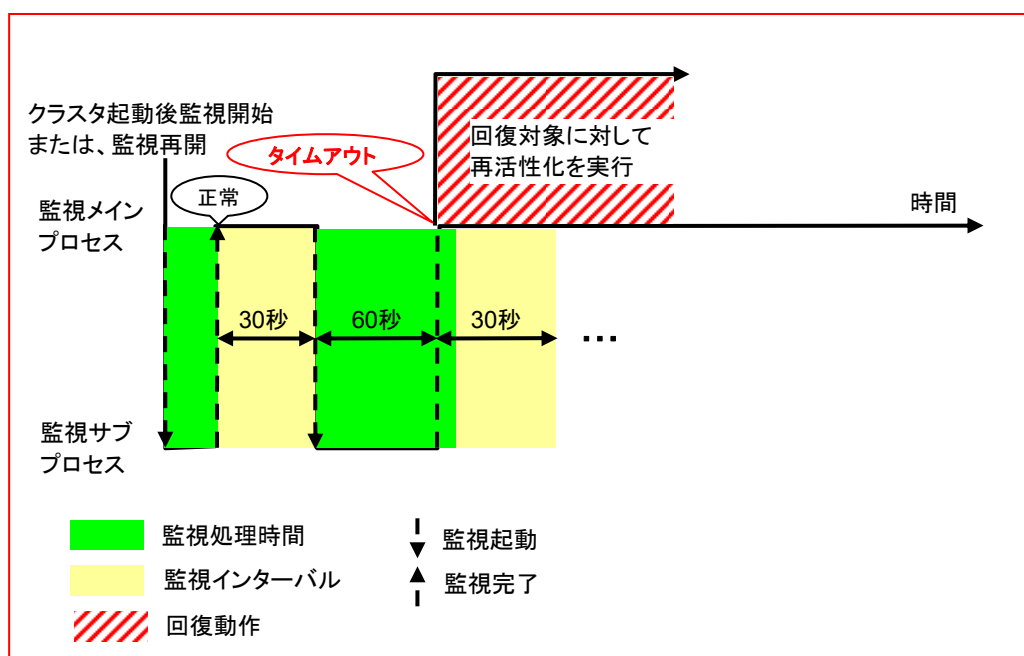 クラスタ起動後監視開始
または、監視再開
タイムアウト
回復対象に対して
再活性化を実行
正常
監視メイン
プロセス
時間
30秒
60秒
30秒
...
監視サブ
プロセス
監視処理時間
監視起動
監視インターバル
監視完了
回復動作